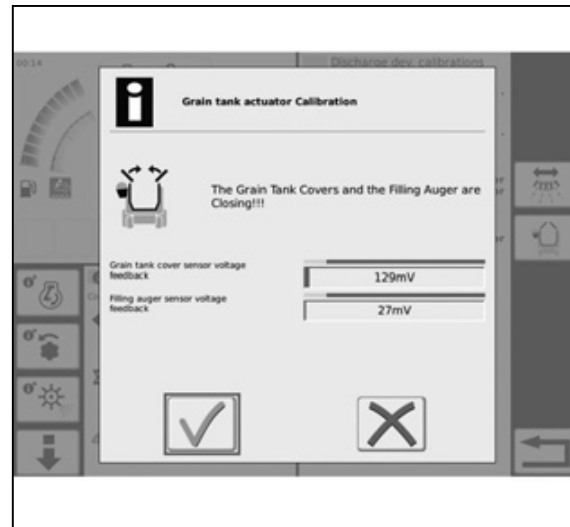 00:14
Discharge dev. calibrations
Grain tank actuator Calibration
The Grain Tank Covers and the Filling Auger are
Closing!!!
Grain tank cover sensor voltage
feedback
129mV
Filling auger sensor voltage
feedback
27mV